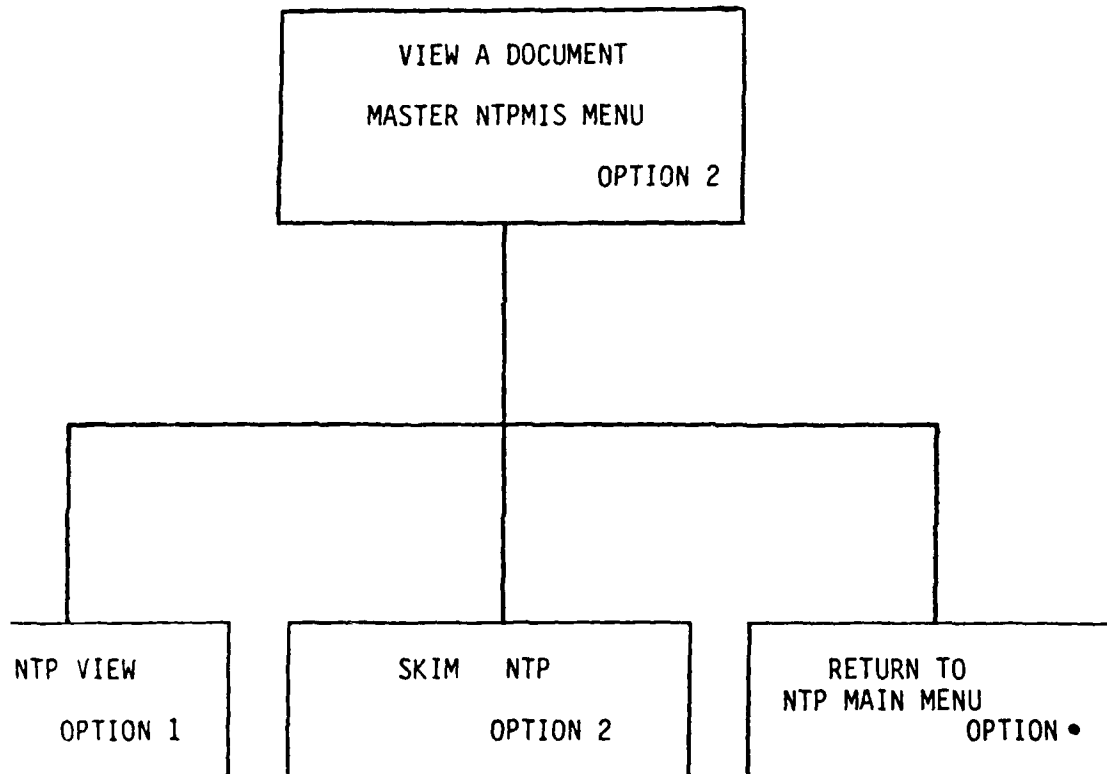 VIEW A DOCUMENT
MASTER NTPMIS MENU
OPTION 2
NTP VIEW
OPTION 1
SKIM NTP
OPTION 2
RETURN TO
NTP MAIN MENU
OPTION •